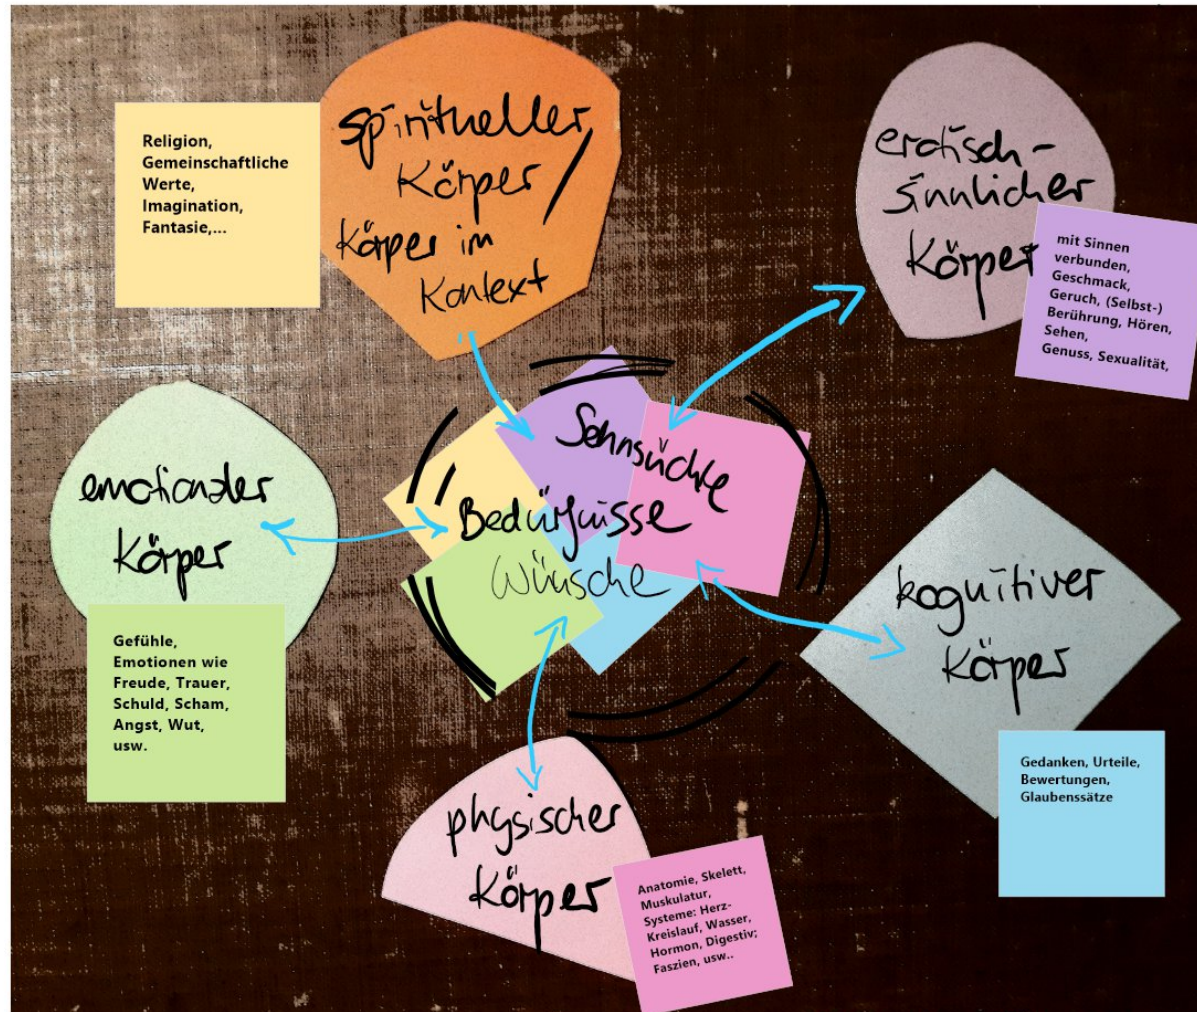 Religion,
Gemeinschaftliche
Werte,
Imagination,
Fantasie,...
spiritueller
Körper /
Körper im
Kontext
erotisch-
sinnlicher
Körper
mit Sinnen
verbunden,
Geschmack,
Geruch, (Selbst-)
Berührung, Hören,
Sehen,
Genuss, Sexualität,
Sehnsüchte
Bedürfnisse
Wünsche
emotionaler
Körper
Gefühle,
Emotionen wie
Freude, Trauer,
Schuld, Scham,
Angst, Wut,
usw.
kognitiver
Körper
Gedanken, Urteile,
Bewertungen,
Glaubenssätze
physischer
Körper
Anatomie, Skelett,
Muskulatur,
Systeme: Herz-
Kreislauf, Wasser,
Hormon, Digestiv;
Faszien, usw..